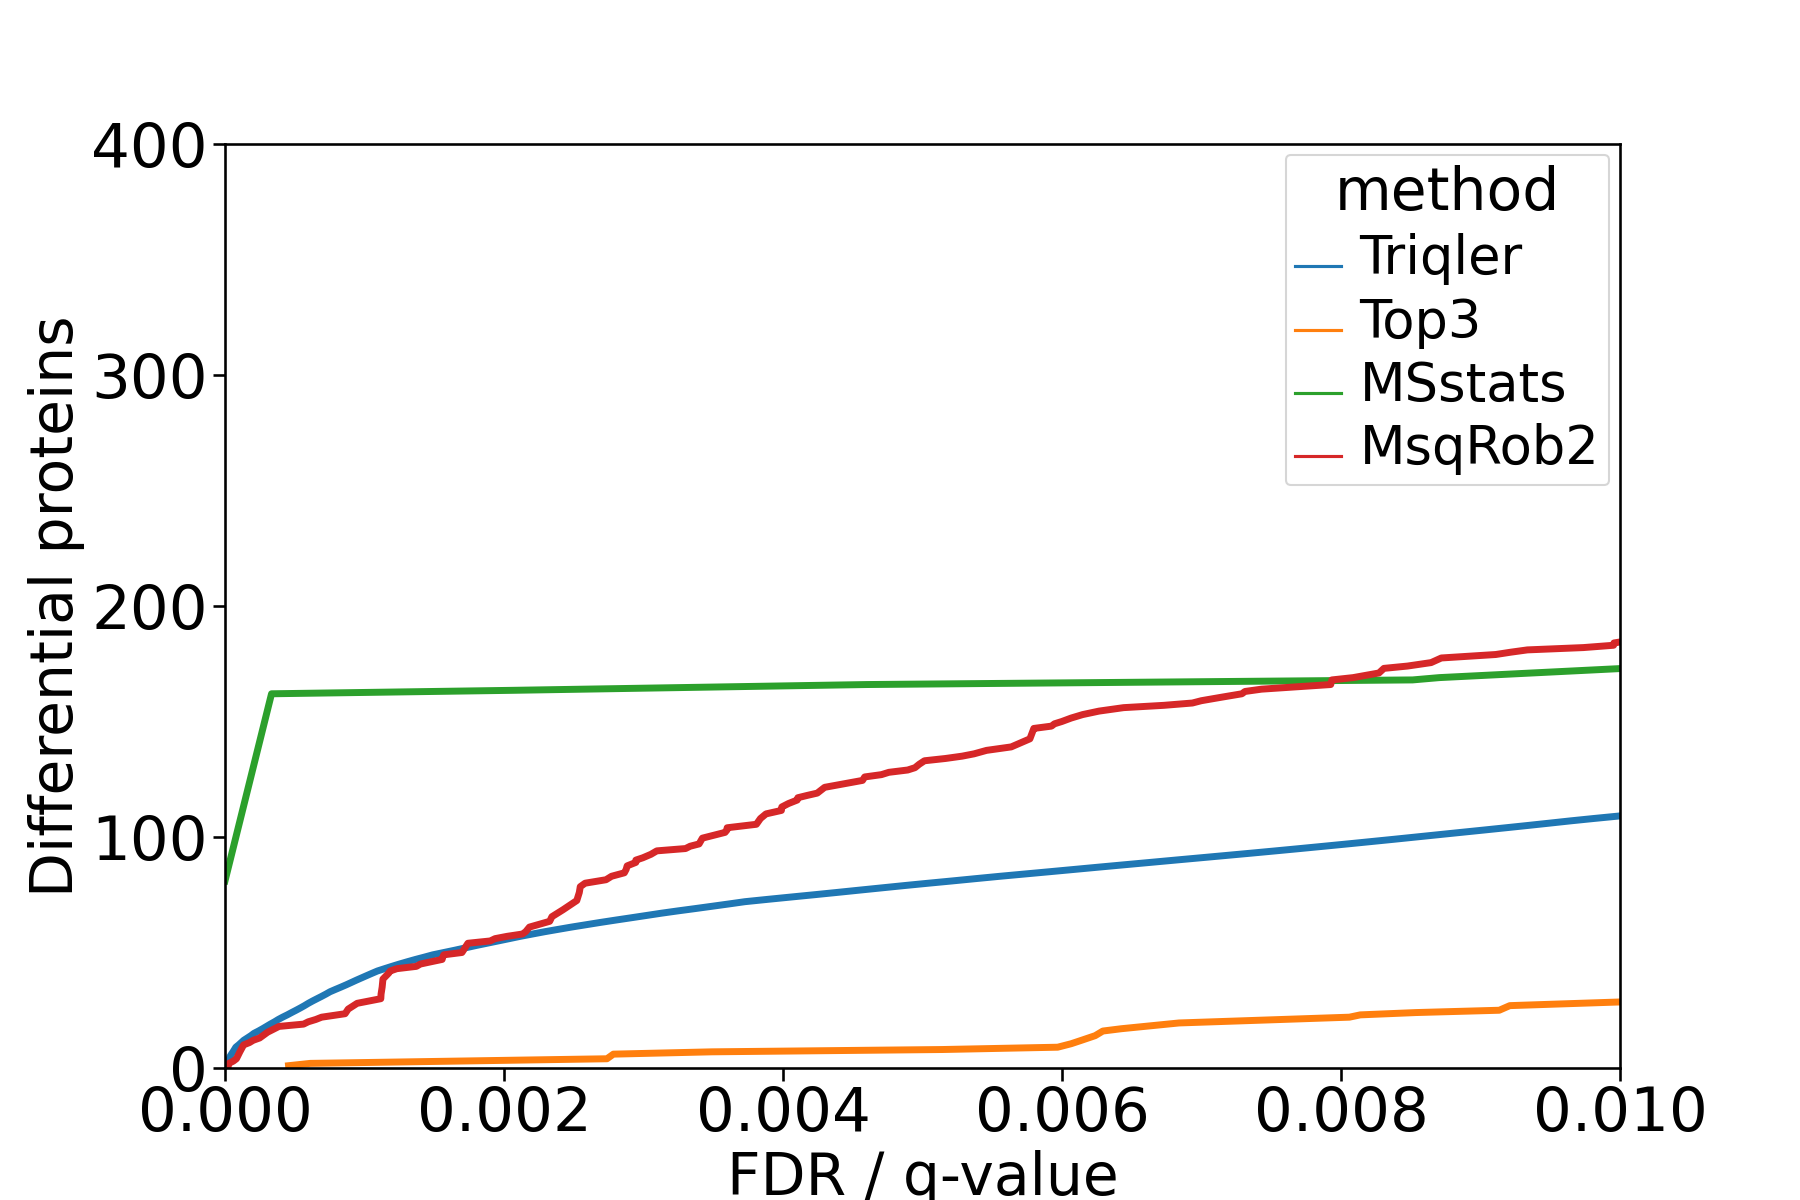 Differential proteins
400
300
200
100
0
0.000
0.002
0.004
0.006
0.008
0.010
FDR / q-value
method
Triqler
Top3
MSstats
MsqRob2